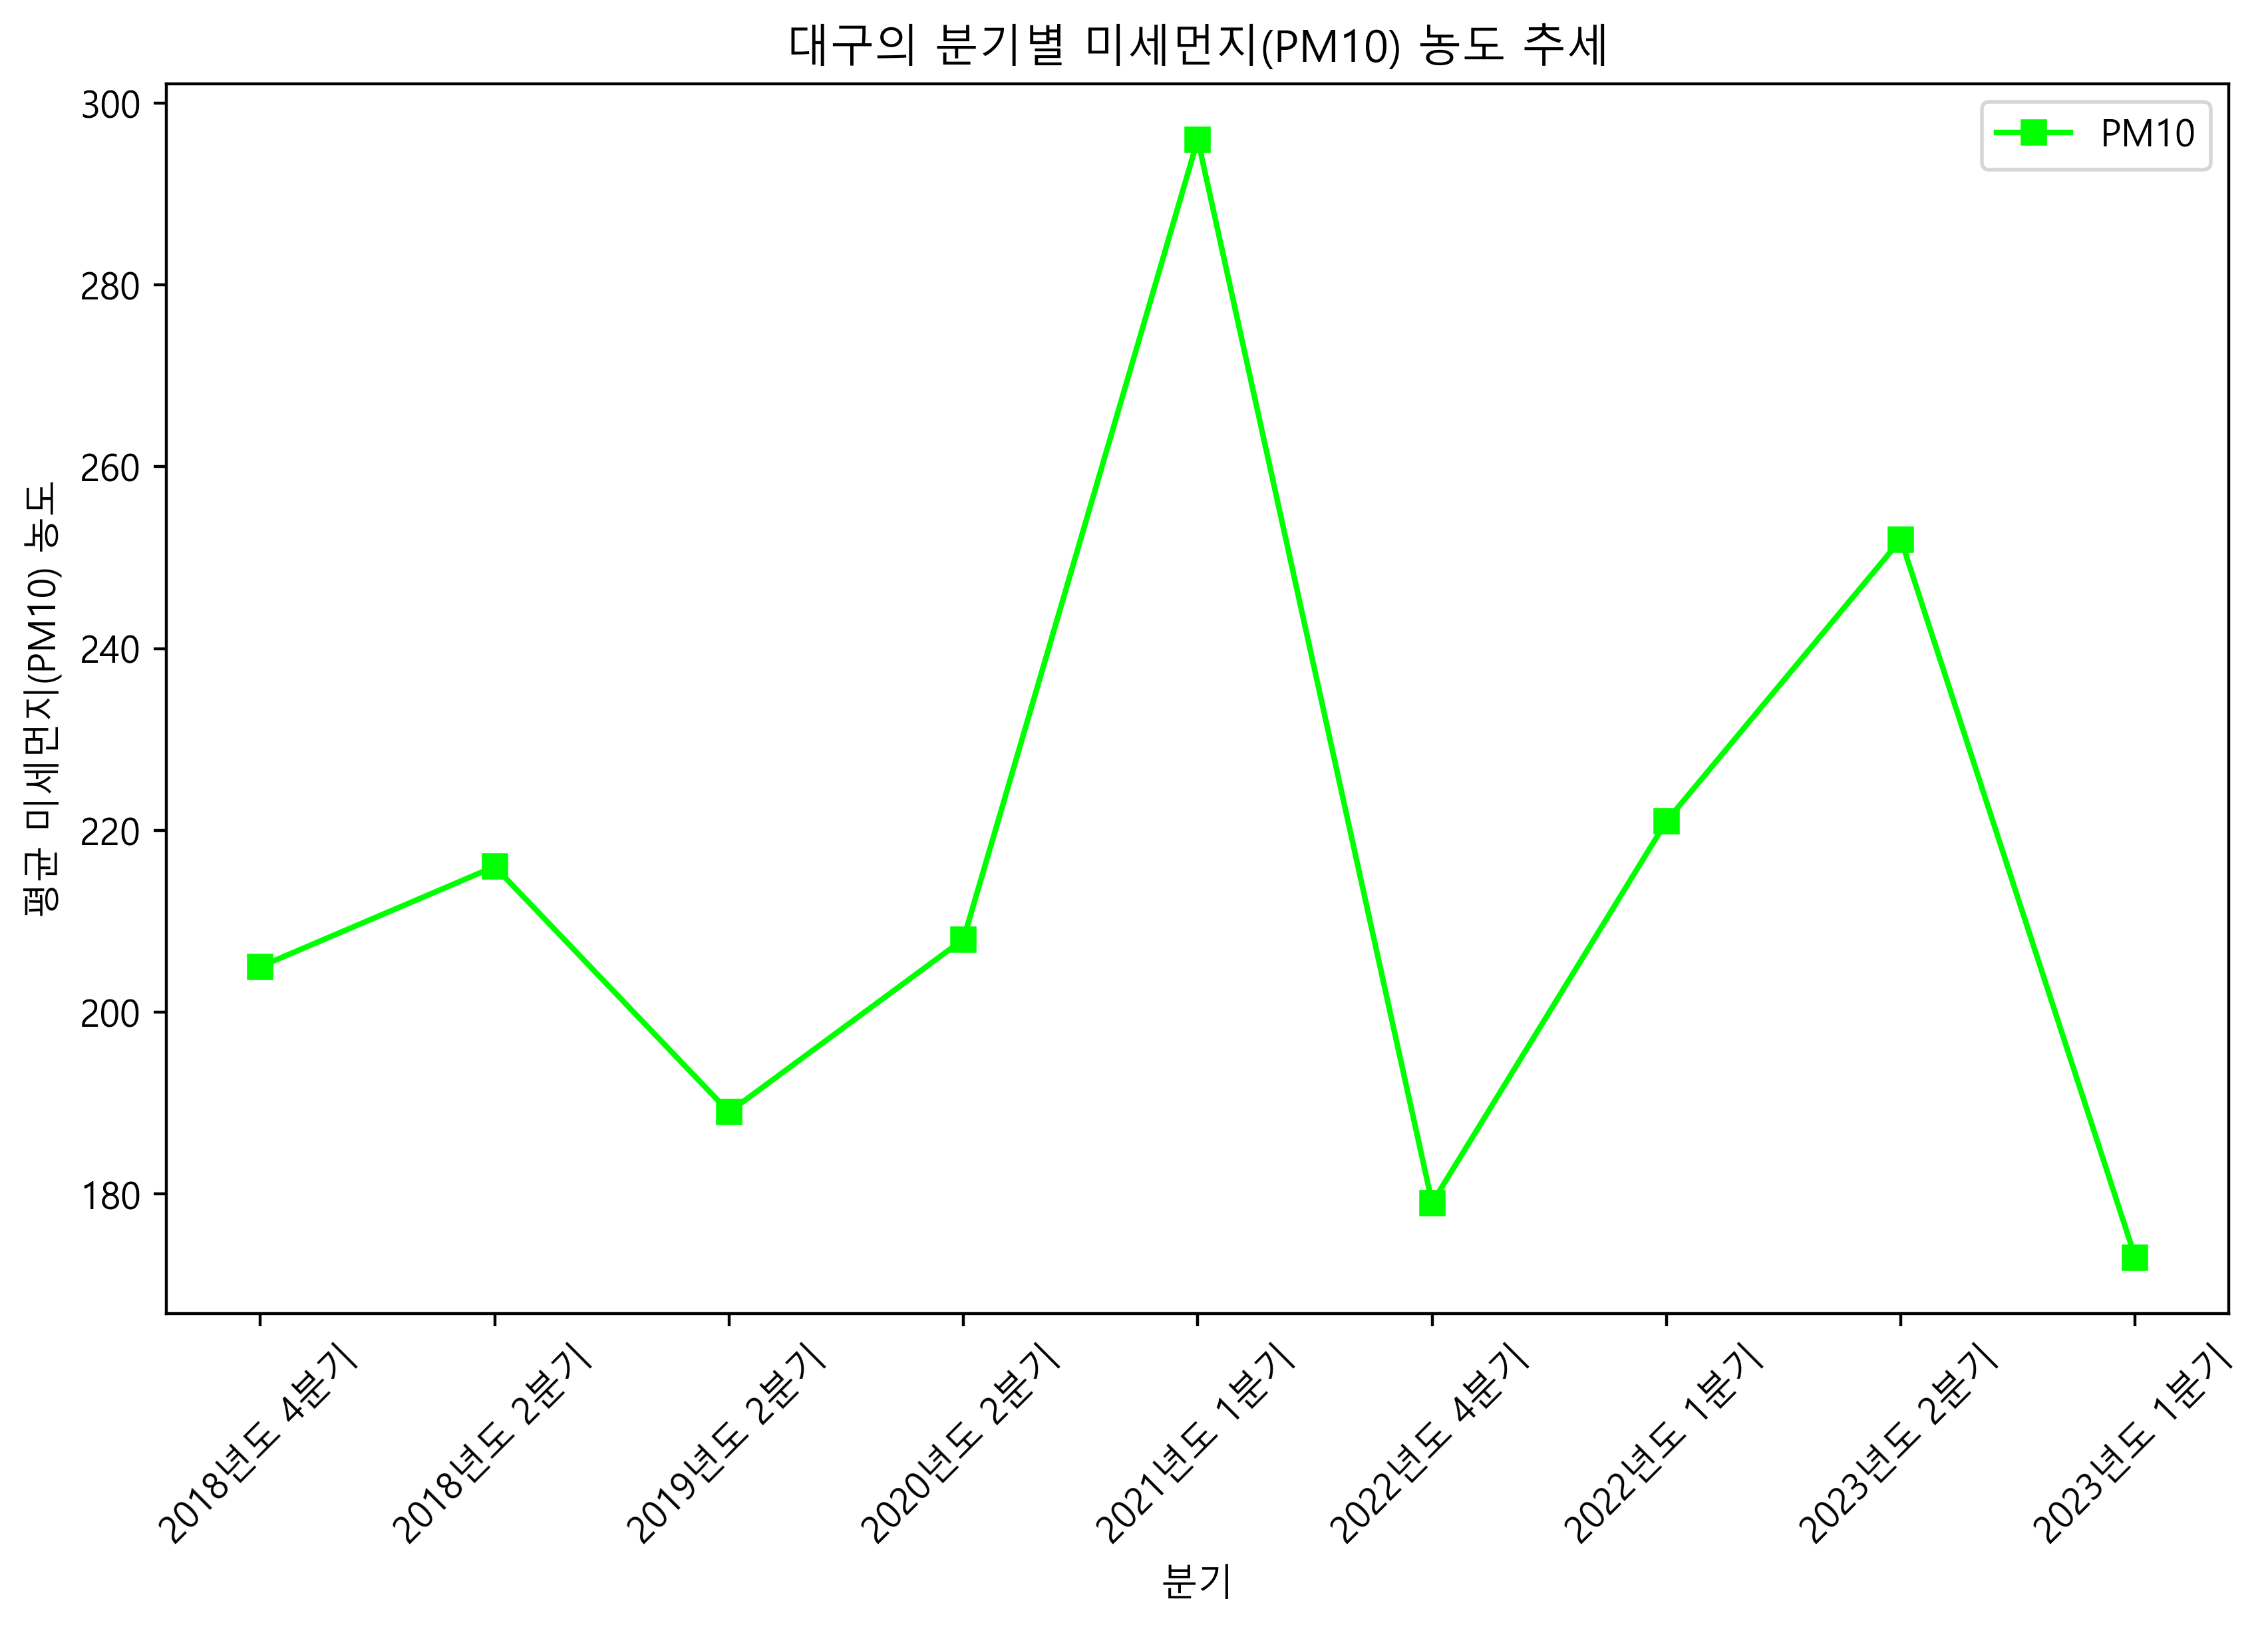 대구의 분기별 미세먼지(PM10) 농도 추세
PM10
평균 미세먼지(PM10) 농도
300
280
260
240
220
200
180
2018년도 4분기
2018년도 2분기
2019년도 2분기
2020년도 2분기
2021년도 1분기
2022년도 4분기
2022년도 1분기
2023년도 2분기
2023년도 1분기
분기